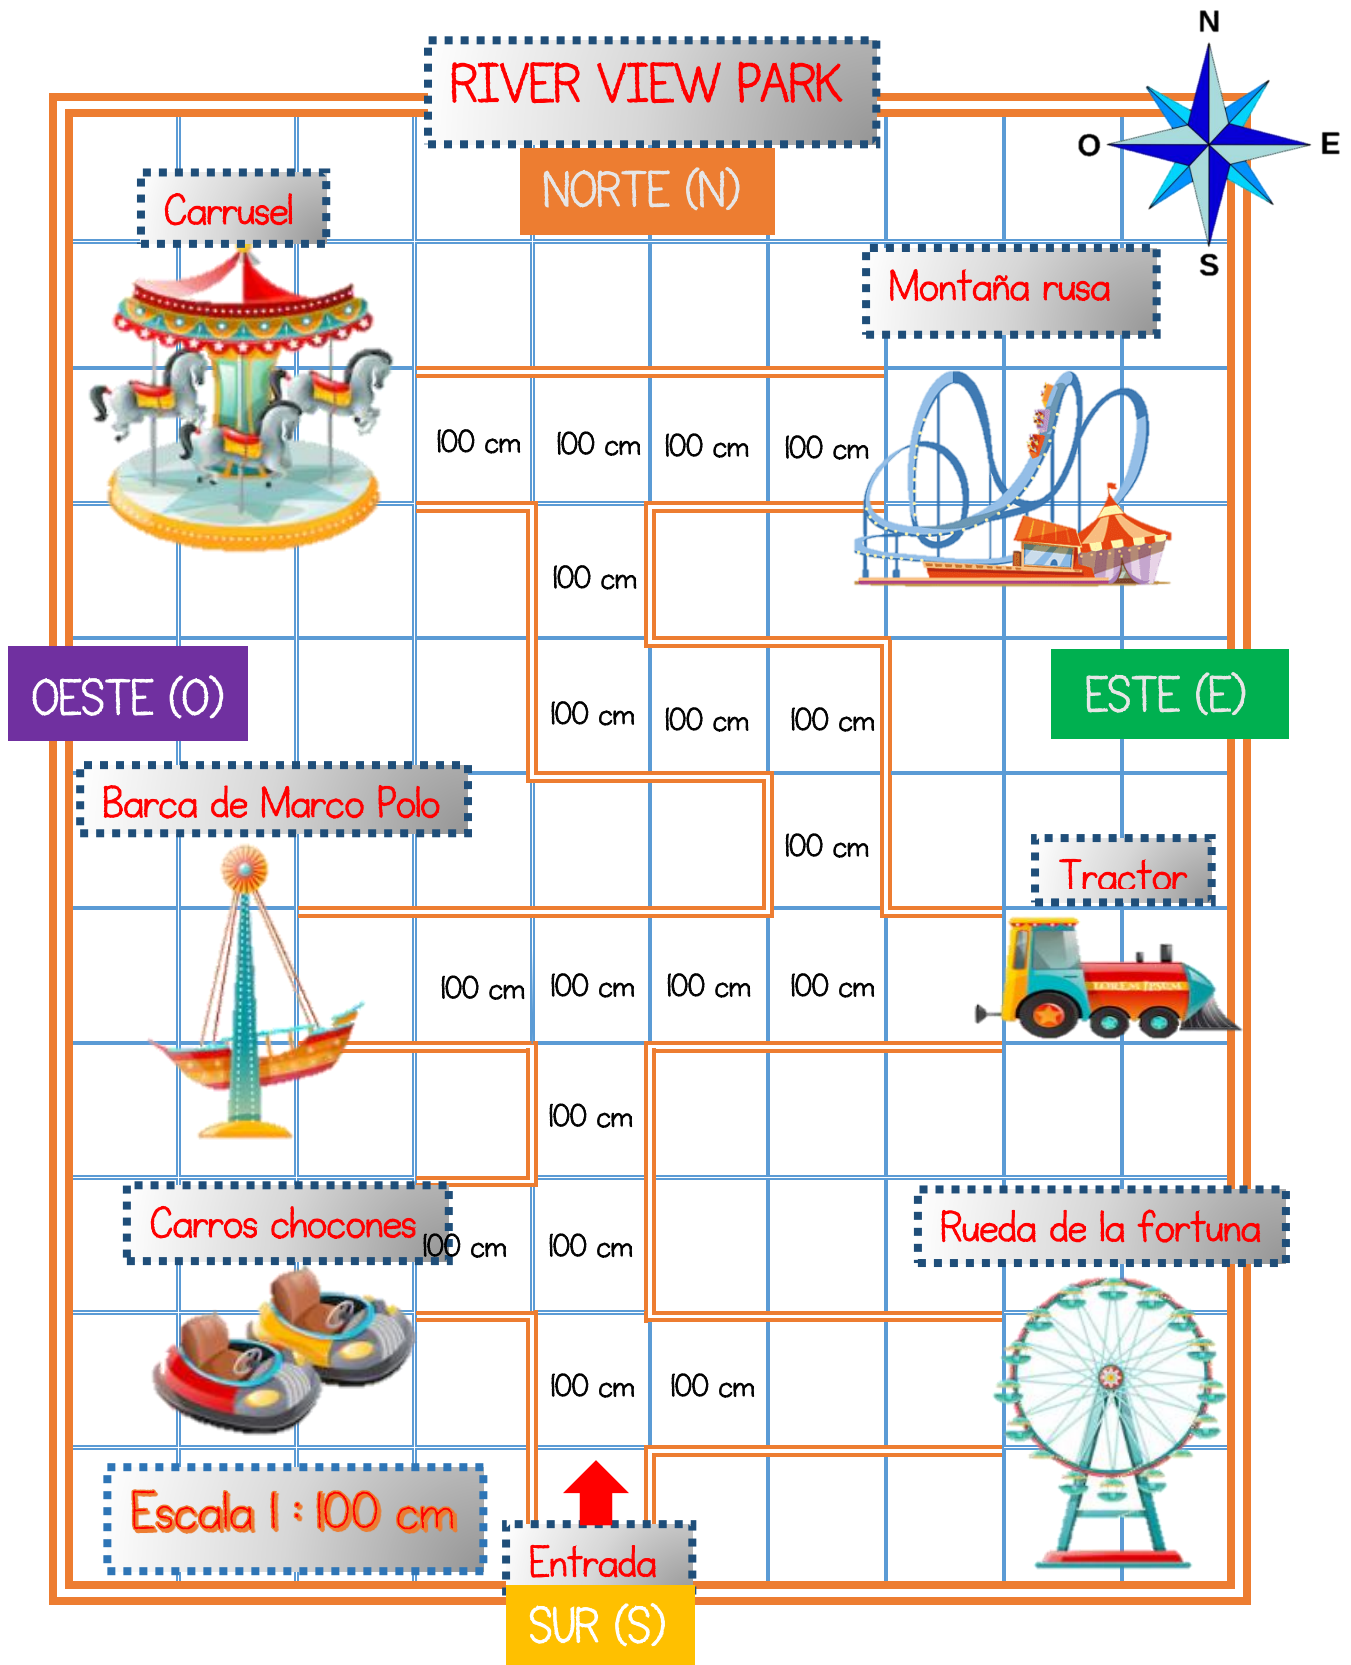 N
RIVER VIEW PARK
O
E
NORTE (N)
Carrusel
S
Montaña rusa
100 cm 100 cm 100 cm 100 cm
100 cm
OESTE (O)
ESTE (E)
100 cm 100 cm 100 cm
Barca de Marco Polo
100 cm
Tractor
100 cm 100 cm 100 cm 100 cm
LOREM IPSUM
100 cm
Carros chocones
Rueda de la fortuna
100 cm 100 cm
100 cm 100 cm
Escala 1 : 100 cm
Entrada
SUR (S)